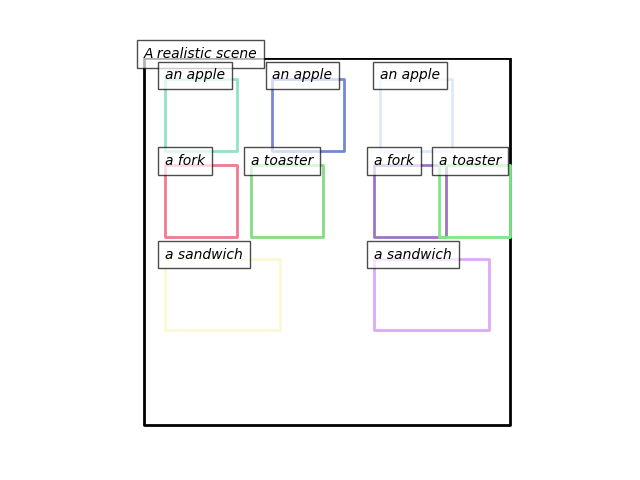 A realistic scene
an apple
an apple
an apple
a fork
a toaster
a fork
a toaster
a sandwich
a sandwich